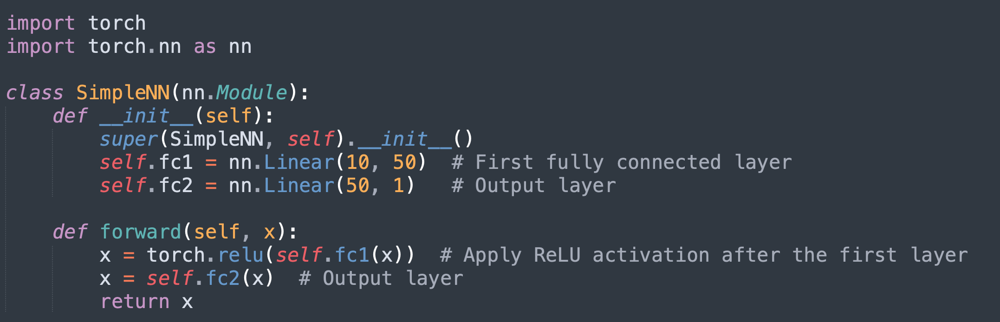 import torch
import torch.nn as nn

class SimpleNN(nn.Module):
    def __init__(self):
        super(SimpleNN, self).__init__()
        self.fc1 = nn.Linear(10, 50)  # First fully connected layer
        self.fc2 = nn.Linear(50, 1)   # Output layer

    def forward(self, x):
        x = torch.relu(self.fc1(x))  # Apply ReLU activation after the first layer
        x = self.fc2(x)  # Output layer
        return x